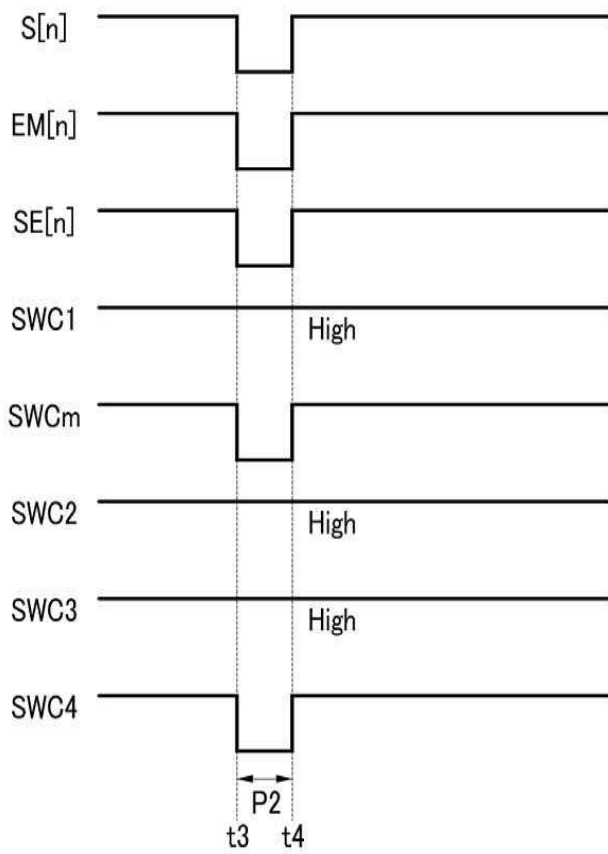 S[n]
EM[n]
SE[n]
SWC1
High
SWCm
SWC2
High
SWC3
High
SWC4
P2
t3 t4